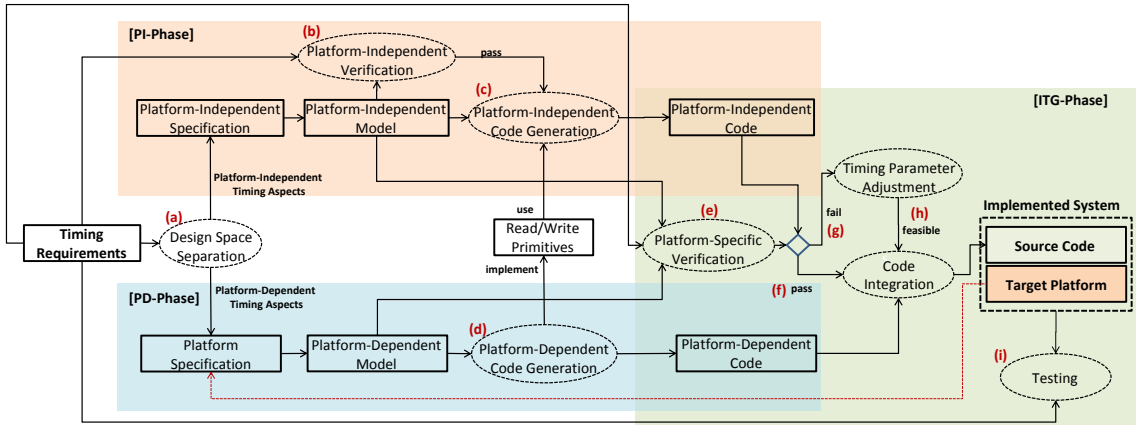 [PI-Phase]
(b)
Platform-Independent
Verification
pass
(c)
Platform-Independent
Specification
Platform-Independent
Model
Platform-Independent
Code Generation
Platform-Independent
Code
[ITG-Phase]
Timing Parameter
Adjustment
Platform-Independent
Timing Aspects
(a)
Timing
Requirements
Design Space
Separation
use
Read/Write
Primitives
implement
(e)
Platform-Specific
Verification
fail
(g)
(h)
feasible
Code
Integration
Implemented System
Source Code
Target Platform
Platform-Dependent
Timing Aspects
(f)
pass
[PD-Phase]
(d)
Platform
Specification
Platform-Dependent
Model
Platform-Dependent
Code Generation
Platform-Dependent
Code
(i)
Testing